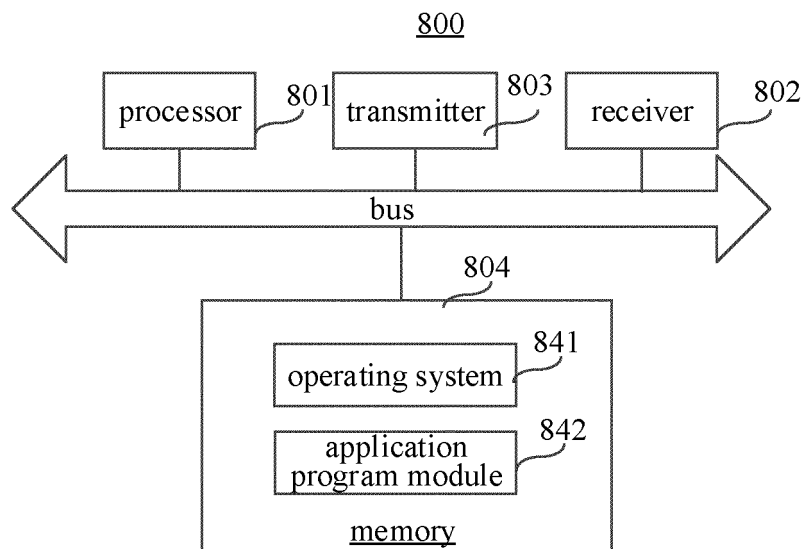 800
processor
801
transmitter
803
receiver
802
bus
804
operating system
841
application
program module
842
memory